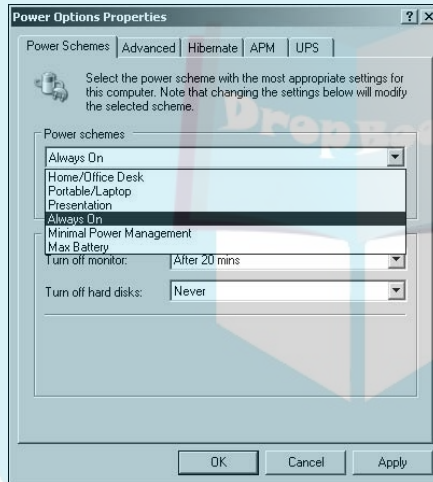 Power Options Properties
Power Schemes Advanced Hibernate APM UPS
Select the power scheme with the most appropriate settings for
this computer. Note that changing the settings below will modify
the selected scheme.
Power schemes
Always On
Home/Office Desk
Portable/Laptop
Presentation
Always On
Minimal Power Management
Max Battery
Turn off monitor: After 20 mins
Turn off hard disks: Never
OK Cancel Apply